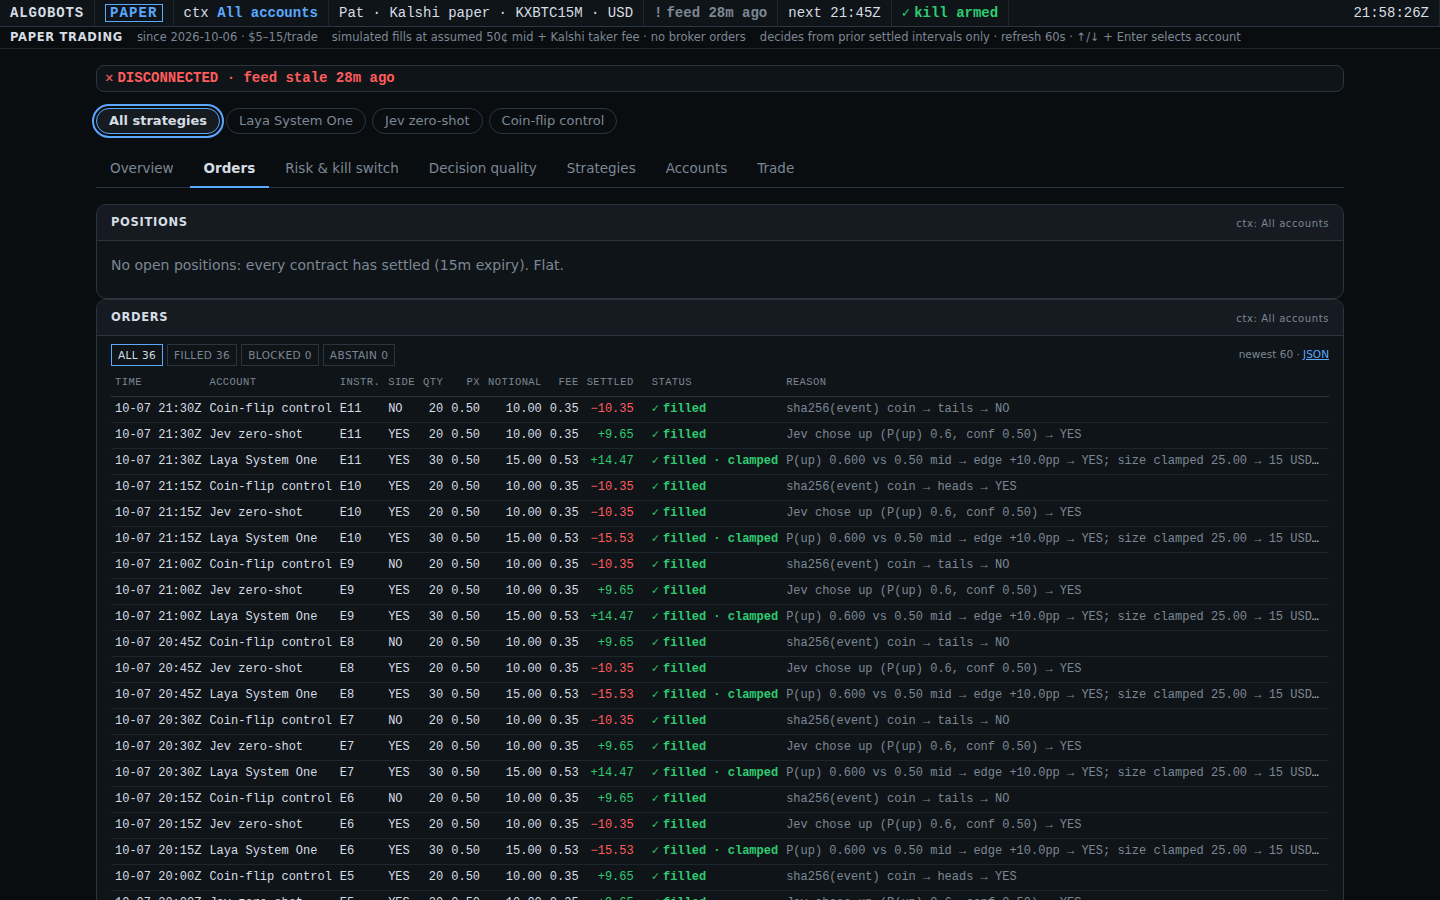 ALGOBOTS PAPER ctx All accounts Pat · Kalshi paper · KXBTC15M · USD ! feed 28m ago next 21:45Z ✓ kill armed 21:58:26Z
PAPER TRADING since 2026-10-06 · $5–15/trade simulated fills at assumed 50¢ mid + Kalshi taker fee · no broker orders decides from prior settled intervals only · refresh 60s · ↑/↓ + Enter selects account
✕ DISCONNECTED · feed stale 28m ago
All strategies Laya System One Jev zero-shot Coin-flip control
Overview Orders Risk & kill switch Decision quality Strategies Accounts Trade
POSITIONS ctx: All accounts
No open positions: every contract has settled (15m expiry). Flat.
ORDERS ctx: All accounts
ALL 36 FILLED 36 BLOCKED 0 ABSTAIN 0 newest 60 · JSON
TIME ACCOUNT INSTR. SIDE QTY PX NOTIONAL FEE SETTLED STATUS REASON
10-07 21:30Z Coin-flip control E11 NO 20 0.50 10.00 0.35 −10.35 ✓ filled sha256(event) coin → tails → NO
10-07 21:30Z Jev zero-shot E11 YES 20 0.50 10.00 0.35 +9.65 ✓ filled Jev chose up (P(up) 0.6, conf 0.50) → YES
10-07 21:30Z Laya System One E11 YES 30 0.50 15.00 0.53 +14.47 ✓ filled · clamped P(up) 0.600 vs 0.50 mid → edge +10.0pp → YES; size clamped 25.00 → 15 USD…
10-07 21:15Z Coin-flip control E10 YES 20 0.50 10.00 0.35 −10.35 ✓ filled sha256(event) coin → heads → YES
10-07 21:15Z Jev zero-shot E10 YES 20 0.50 10.00 0.35 −10.35 ✓ filled Jev chose up (P(up) 0.6, conf 0.50) → YES
10-07 21:15Z Laya System One E10 YES 30 0.50 15.00 0.53 −15.53 ✓ filled · clamped P(up) 0.600 vs 0.50 mid → edge +10.0pp → YES; size clamped 25.00 → 15 USD…
10-07 21:00Z Coin-flip control E9 NO 20 0.50 10.00 0.35 −10.35 ✓ filled sha256(event) coin → tails → NO
10-07 21:00Z Jev zero-shot E9 YES 20 0.50 10.00 0.35 +9.65 ✓ filled Jev chose up (P(up) 0.6, conf 0.50) → YES
10-07 21:00Z Laya System One E9 YES 30 0.50 15.00 0.53 +14.47 ✓ filled · clamped P(up) 0.600 vs 0.50 mid → edge +10.0pp → YES; size clamped 25.00 → 15 USD…
10-07 20:45Z Coin-flip control E8 NO 20 0.50 10.00 0.35 +9.65 ✓ filled sha256(event) coin → tails → NO
10-07 20:45Z Jev zero-shot E8 YES 20 0.50 10.00 0.35 −10.35 ✓ filled Jev chose up (P(up) 0.6, conf 0.50) → YES
10-07 20:45Z Laya System One E8 YES 30 0.50 15.00 0.53 −15.53 ✓ filled · clamped P(up) 0.600 vs 0.50 mid → edge +10.0pp → YES; size clamped 25.00 → 15 USD…
10-07 20:30Z Coin-flip control E7 NO 20 0.50 10.00 0.35 −10.35 ✓ filled sha256(event) coin → tails → NO
10-07 20:30Z Jev zero-shot E7 YES 20 0.50 10.00 0.35 +9.65 ✓ filled Jev chose up (P(up) 0.6, conf 0.50) → YES
10-07 20:30Z Laya System One E7 YES 30 0.50 15.00 0.53 +14.47 ✓ filled · clamped P(up) 0.600 vs 0.50 mid → edge +10.0pp → YES; size clamped 25.00 → 15 USD…
10-07 20:15Z Coin-flip control E6 NO 20 0.50 10.00 0.35 +9.65 ✓ filled sha256(event) coin → tails → NO
10-07 20:15Z Jev zero-shot E6 YES 20 0.50 10.00 0.35 −10.35 ✓ filled Jev chose up (P(up) 0.6, conf 0.50) → YES
10-07 20:15Z Laya System One E6 YES 30 0.50 15.00 0.53 −15.53 ✓ filled · clamped P(up) 0.600 vs 0.50 mid → edge +10.0pp → YES; size clamped 25.00 → 15 USD…
10-07 20:00Z Coin-flip control E5 YES 20 0.50 10.00 0.35 +9.65 ✓ filled sha256(event) coin → heads → YES